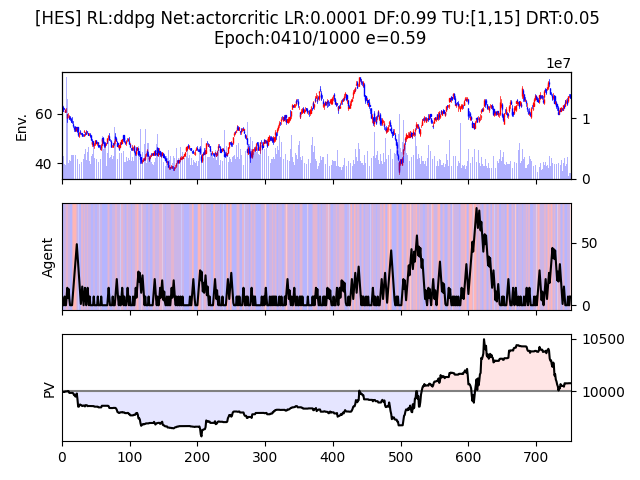 [HES] RL:ddpg Net:actorcritic LR:0.0001 DF:0.99 TU:[1,15] DRT:0.05
Epoch:0410/1000 e=0.59
1e7
Env.
60
40
1
0
Agent
50
0
PV
10500
10000
0 100 200 300 400 500 600 700